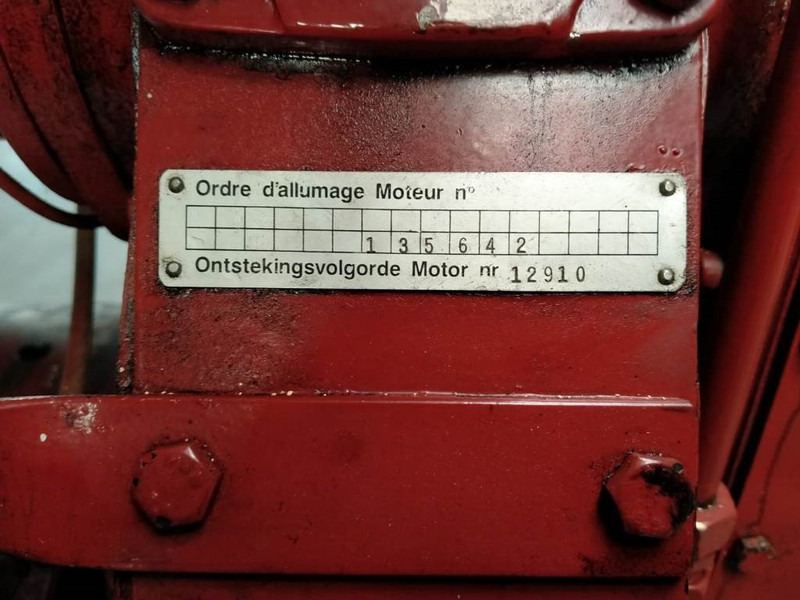 Ordre d'allumage Moteur n°
1 3 5 6 4 2
Ontstekingsvolgorde Motor nr 12910